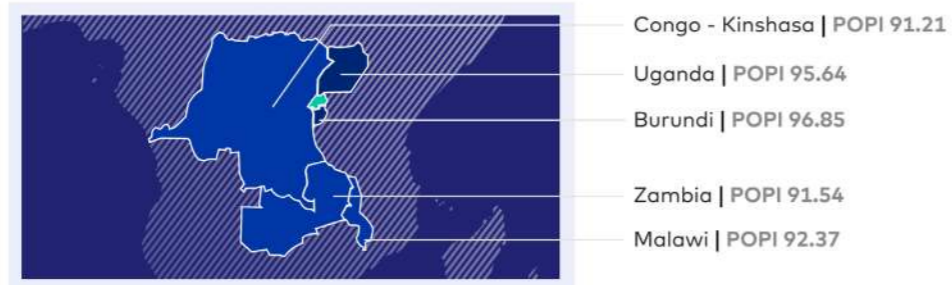 Congo - Kinshasa | POPI 91.21
Uganda | POPI 95.64
Burundi | POPI 96.85
Zambia | POPI 91.54
Malawi | POPI 92.37